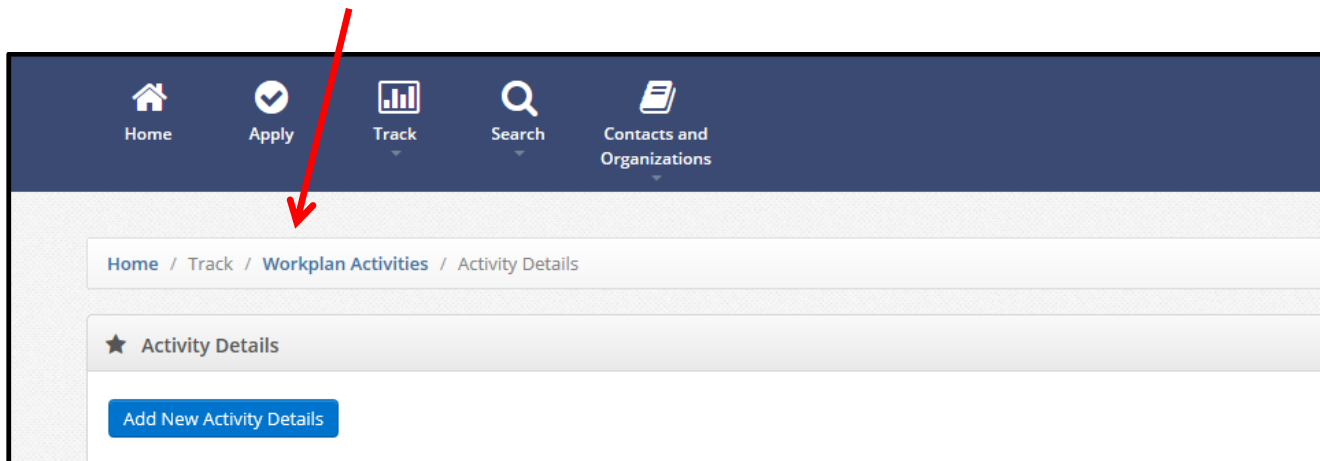 Home
Apply
Track
Search
Contacts and
Organizations
Home / Track / Workplan Activities / Activity Details
Activity Details
Add New Activity Details